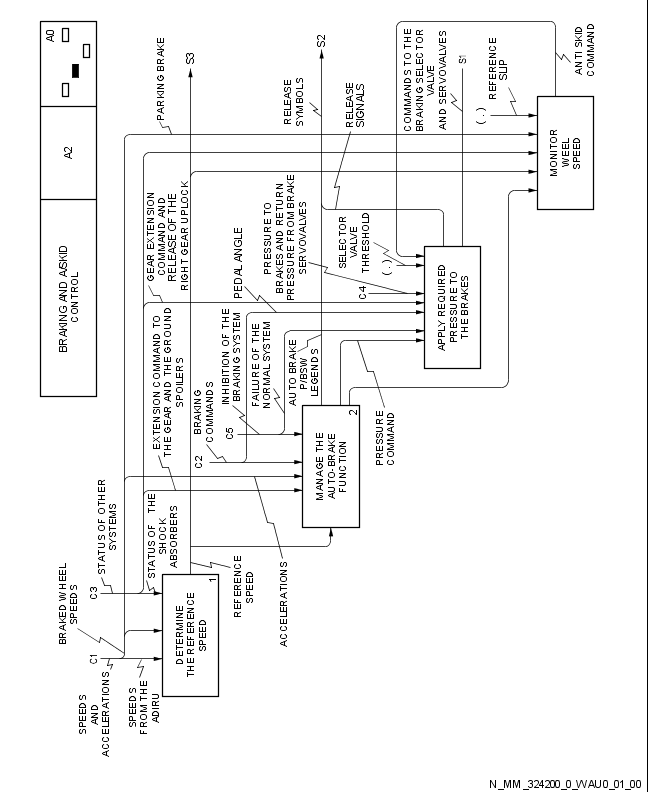 A0
A2
BRAKING AND A.SKID
CONTROL
PARKING BRAKE
S3
S2
S1
RELEASE
SYMBOLS
RELEASE
SIGNALS
COMMANDS TO THE
BRAKING SELECTOR
VALVE
AND SERVOVALVES
REFERENCE
SLIP
(.)
ANTI SKID
COMMAND
MONITOR
WEEL
SPEED
GEAR EXTENSION
COMMAND AND
RELEASE OF THE
RIGHT GEAR UPLOCK
PEDAL ANGLE
PRESSURE TO
BRAKES AND RETURN
PRESSURE FROM BRAKE
SERVOVALVES
SELECTOR
VALVE
THRESHOLD
(.)
C4
APPLY REQUIRED
PRESSURE TO
THE BRAKES
EXTENSION COMMAND TO
THE GEAR AND THE GROUND
SPOILERS
BRAKING
COMMANDS
INHIBITION OF THE
BRAKING SYSTEM
FAILURE OF THE
NORMAL SYSTEM
AUTO BRAKE
P/BSW
LEGENDS
C5
C2
MANAGE THE
AUTO-BRAKE
FUNCTION
2
PRESSURE
COMMAND
STATUS OF OTHER
SYSTEMS
C3
STATUS OF THE
SHOCK
ABSORBERS
BRAKED WHEEL
SPEEDS
C1
DETERMINE
THE REFERENCE
SPEED
1
REFERENCE
SPEED
ACCELERATIONS
SPEEDS
AND
ACCELERATIONS
SPEEDS
FROM THE
ADIRU
N_MM_324200_0_WAU0_01_00